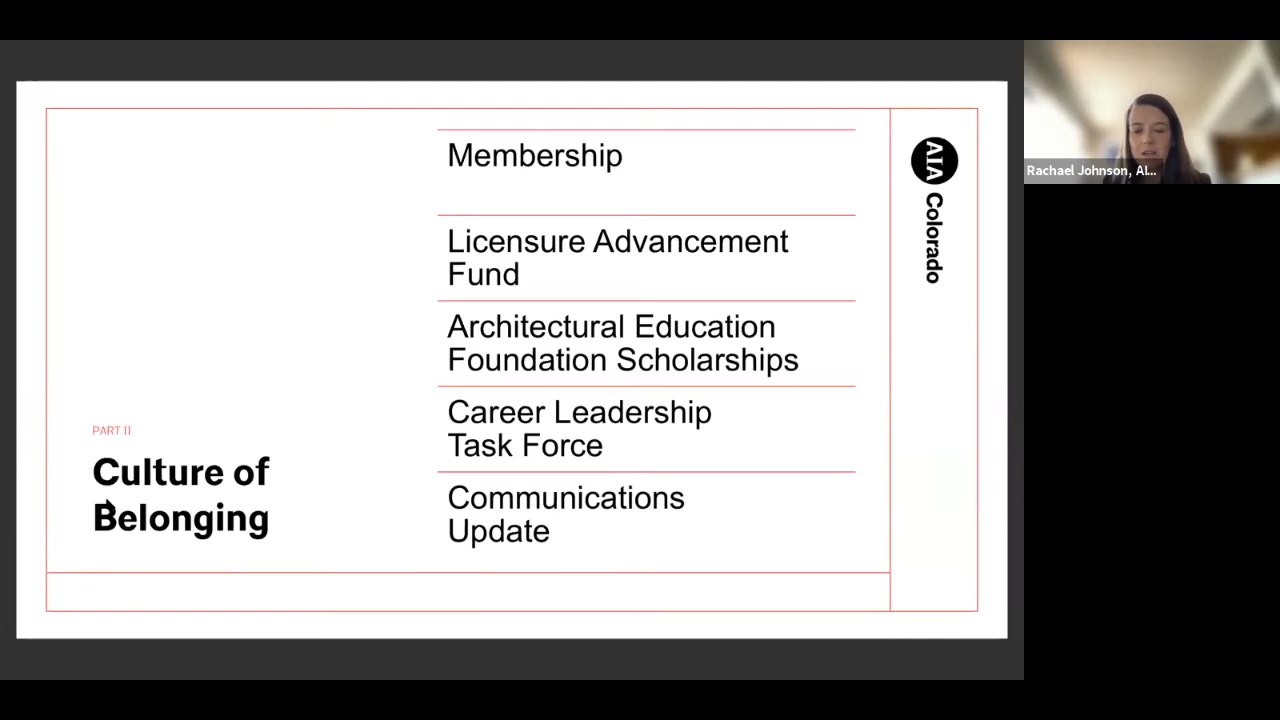 PART II
Culture of
Belonging
Membership
Licensure Advancement
Fund
Architectural Education
Foundation Scholarships
Career Leadership
Task Force
Communications
Update
AIA Colorado
Rachael Johnson, AI...